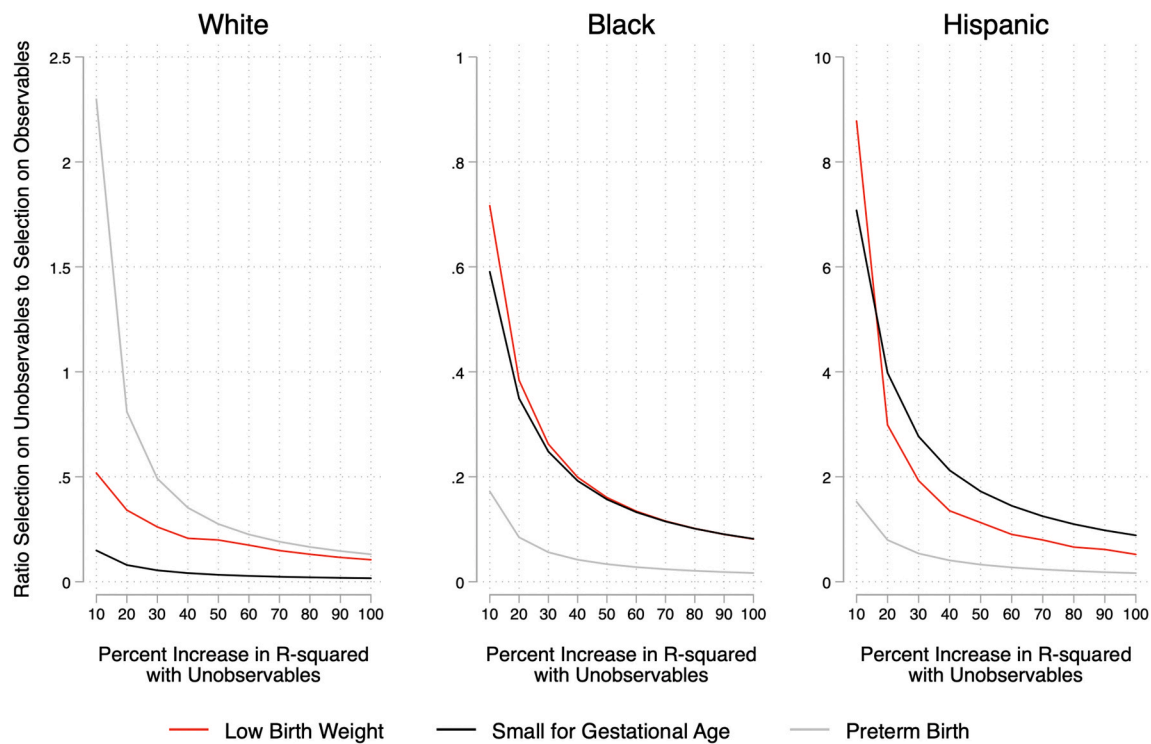 White
Black
Hispanic
Ratio Selection on Unobservables to Selection on Observables
2.5
2
1.5
1
.5
0
1
.8
.6
.4
.2
0
10
8
6
4
2
0
10 20 30 40 50 60 70 80 90 100
10 20 30 40 50 60 70 80 90 100
10 20 30 40 50 60 70 80 90 100
Percent Increase in R-squared
with Unobservables
Percent Increase in R-squared
with Unobservables
Percent Increase in R-squared
with Unobservables
Low Birth Weight
Small for Gestational Age
Preterm Birth